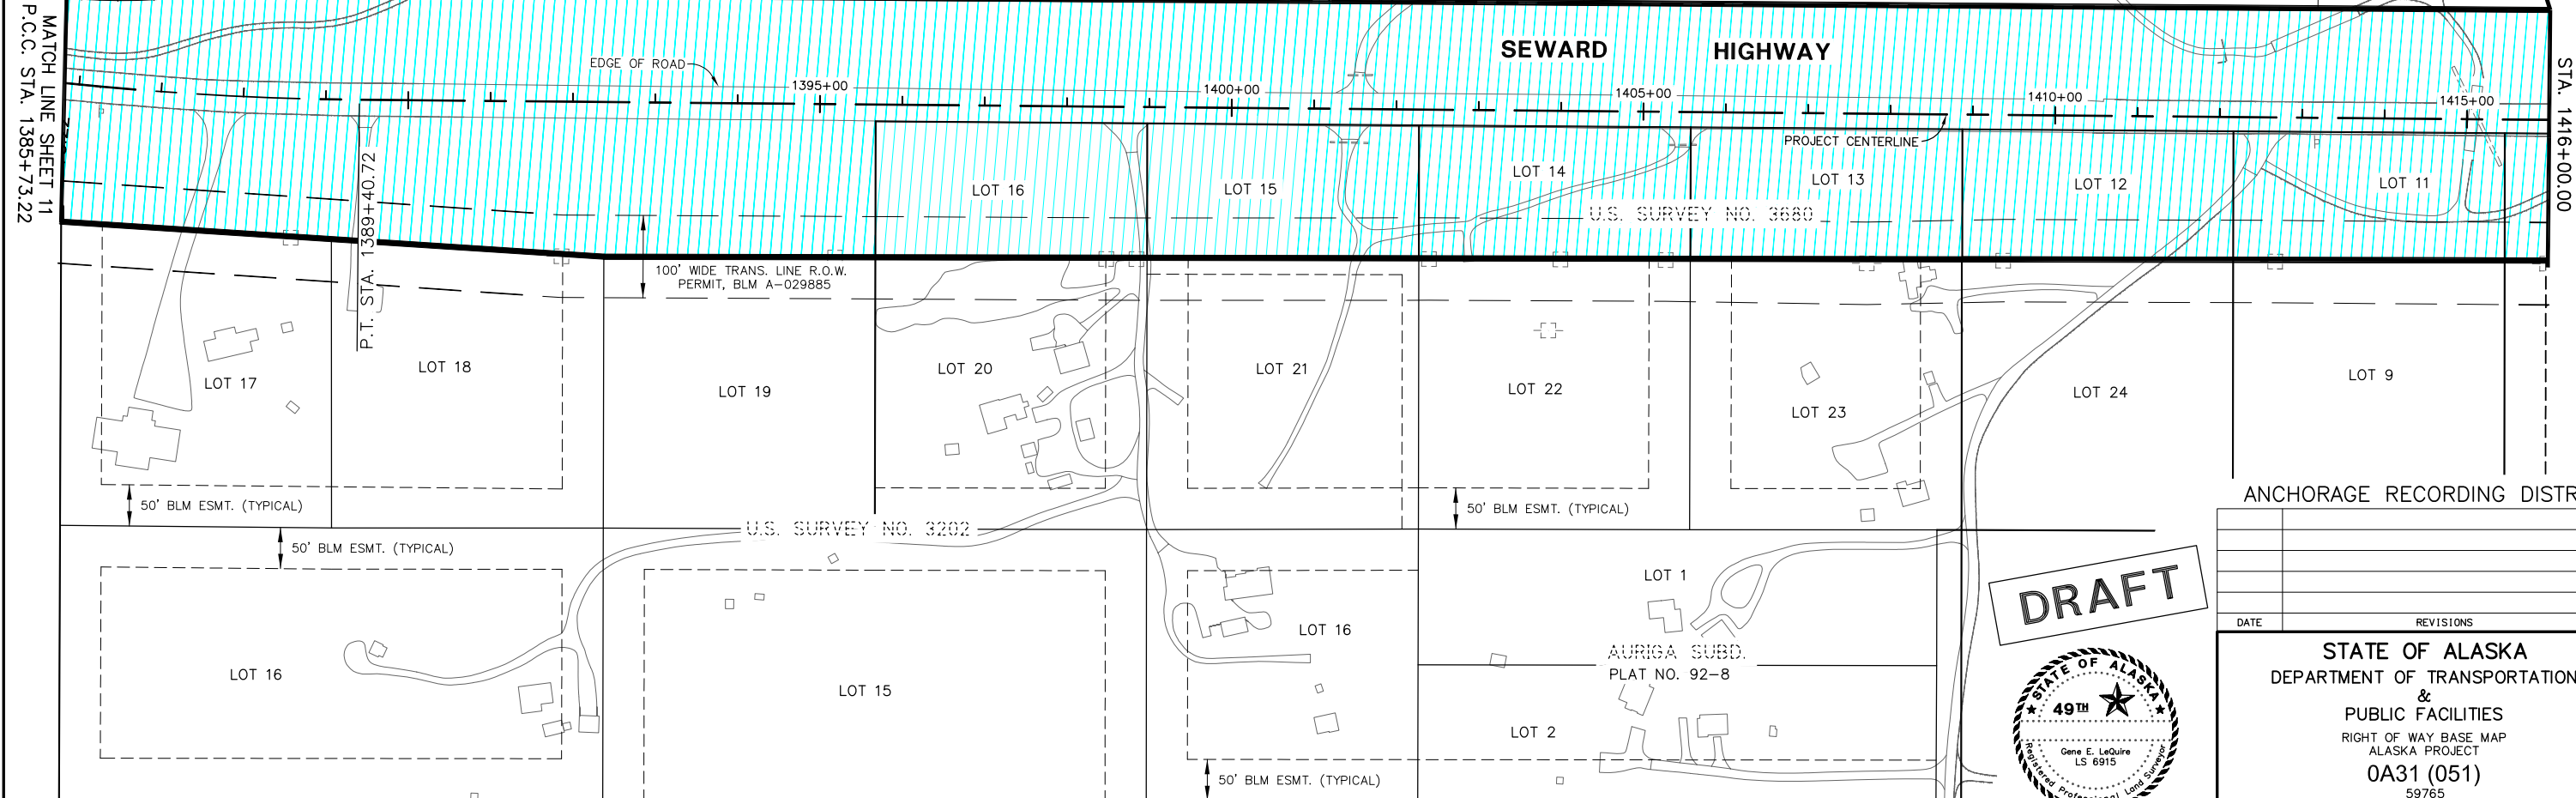 MATCH LINE SHEET 11
P.C.C. STA. 1385+73.22
SEWARD HIGHWAY
STA. 1416+00.00
EDGE OF ROAD
1395+00
1400+00
1405+00
1410+00
1415+00
PROJECT CENTERLINE
P.T. STA. 1389+40.72
LOT 16
LOT 15
LOT 14
LOT 13
LOT 12
LOT 11
U.S. SURVEY NO. 3680
100' WIDE TRANS. LINE R.O.W.
PERMIT, BLM A-029885
LOT 17
LOT 18
LOT 19
LOT 20
LOT 21
LOT 22
LOT 23
LOT 24
LOT 9
50' BLM ESMT. (TYPICAL)
50' BLM ESMT. (TYPICAL)
U.S. SURVEY NO. 3202
50' BLM ESMT. (TYPICAL)
LOT 16
LOT 15
LOT 16
50' BLM ESMT. (TYPICAL)
LOT 1
AURIGA SUBD.
PLAT NO. 92-8
LOT 2
DRAFT
STATE OF ALASKA
49TH
Gene E. LeQuire
LS 6915
Registered Professional Land Surveyor
ANCHORAGE RECORDING DISTR
DATE REVISIONS
STATE OF ALASKA
DEPARTMENT OF TRANSPORTATION
&
PUBLIC FACILITIES
RIGHT OF WAY BASE MAP
ALASKA PROJECT
0A31 (051)
59765